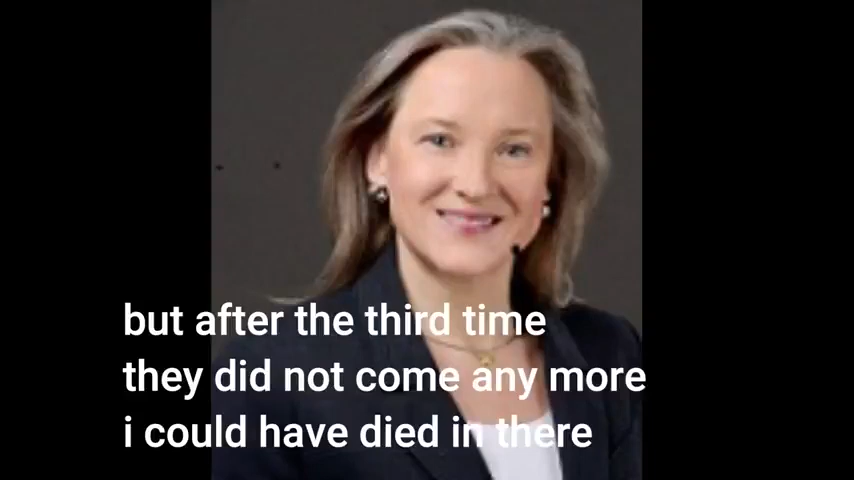 but after the third time
they did not come any more
i could have died in there